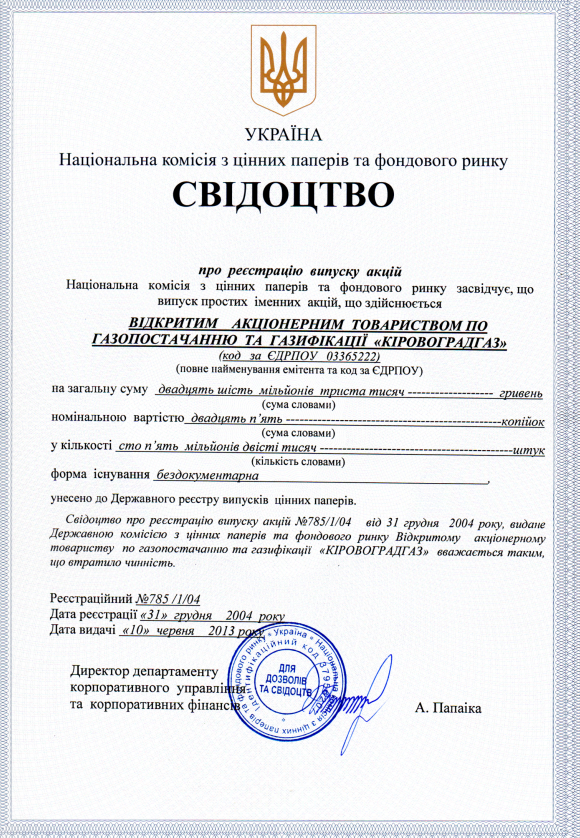 УКРАЇНА
Національна комісія з цінних паперів та фондового ринку
СВІДОЦТВО
про реєстрацію випуску акцій
Національна комісія з цінних паперів та фондового ринку засвідчує, що
випуск простих іменних акцій, що здійснюється
ВІДКРИТИМ АКЦІОНЕРНИМ ТОВАРИСТВОМ ПО
ГАЗОПОСТАЧАННЮ ТА ГАЗИФІКАЦІЇ «КІРОВОГРАДГАЗ»
(код за ЄДРПОУ 03365222)
(повне найменування емітента та код за ЄДРПОУ)
на загальну суму двадцять шість мільйонів триста тисяч ------------------- гривень
(сума словами)
номінальною вартістю двадцять п'ять -------------------------------------------------копійок
(сума словами)
у кількості сто п'ять мільйонів двісті тисяч -------------------------------------------штук
(кількість словами)
форма існування бездокументарна ,
унесено до Державного реєстру випусків цінних паперів.
Свідоцтво про реєстрацію випуску акцій №785/1/04 від 31 грудня 2004 року, видане
Державною комісією з цінних паперів та фондового ринку Відкритому акціонерному
товариству по газопостачанню та газифікації «КІРОВОГРАДГАЗ» вважається таким,
що втратило чинність.
Реєстраційний №785 /1/04
Дата реєстрації «31» грудня 2004 року
Дата видачі «10» червня 2013 року
Директор департаменту
корпоративного управління
та корпоративних фінансів
А. Папаіка
ДЛЯ
ДОЗВОЛІВ
ТА СВІДОЦТВ